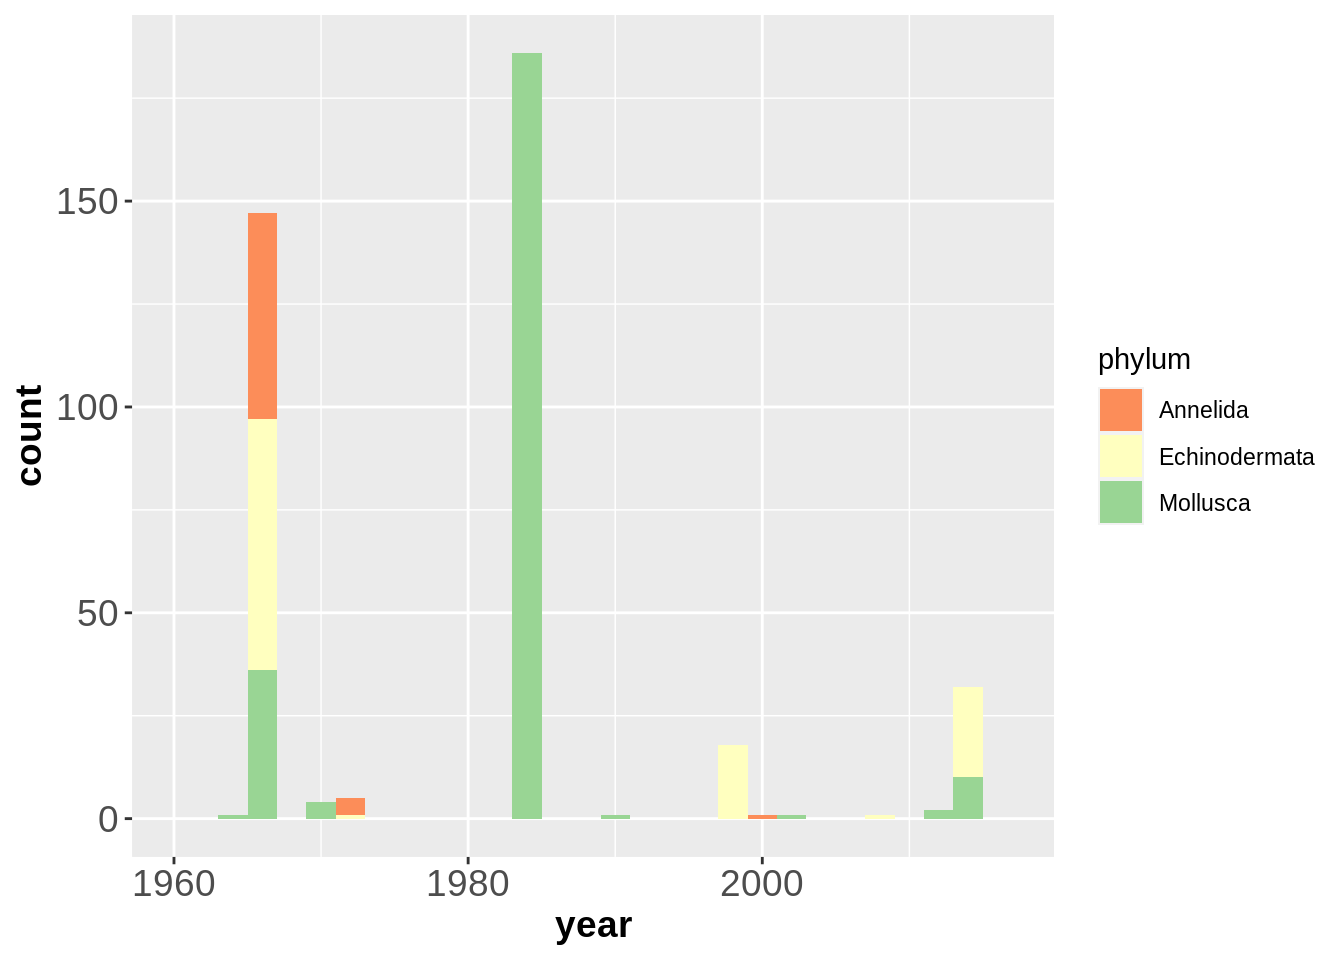 150
100
50
0
count
1960
1980
2000
year
phylum
Annelida
Echinodermata
Mollusca